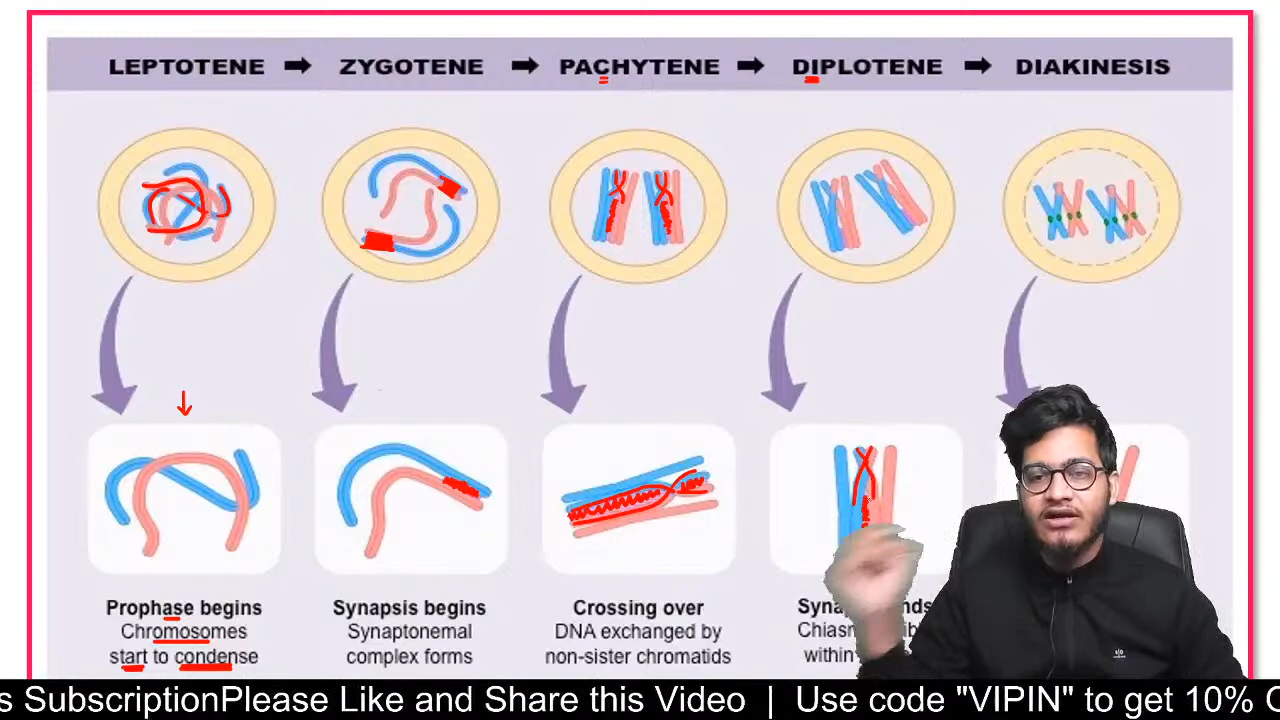 LEPTOTENE ➡ ZYGOTENE ➡ PACHYTENE ➡ DIPLOTENE ➡ DIAKINESIS
Prophase begins
Chromosomes
start to condense
Synapsis begins
Synaptonemal
complex forms
Crossing over
DNA exchanged by
non-sister chromatids
s SubscriptionPlease Like and Share this Video | Use code "VIPIN" to get 10%